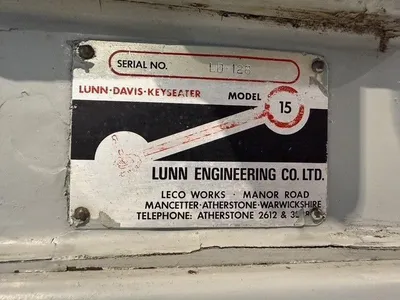 SERIAL NO.
LUNN·DAVIS·KEYSEATER MODEL 15
LUNN ENGINEERING CO. LTD.
LECO WORKS · MANOR ROAD
MANCETTER·ATHERSTONE·WARWICKSHIRE
TELEPHONE: ATHERSTONE 2612 &